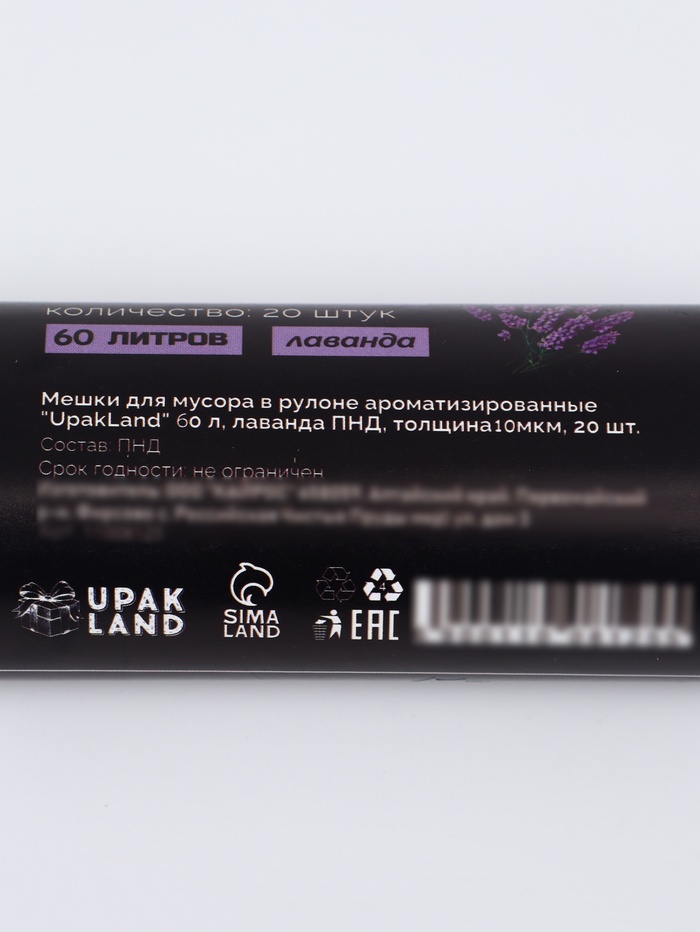 количество: 20 штук
60 ЛИТРОВ лаванда
Мешки для мусора в рулоне ароматизированные
"UpakLand" 60 л, лаванда ПНД, толщина10мкм, 20 шт.
Состав: ПНД
Срок годности: не ограничен
UPAK
LAND
SIMA
LAND
4
EAC